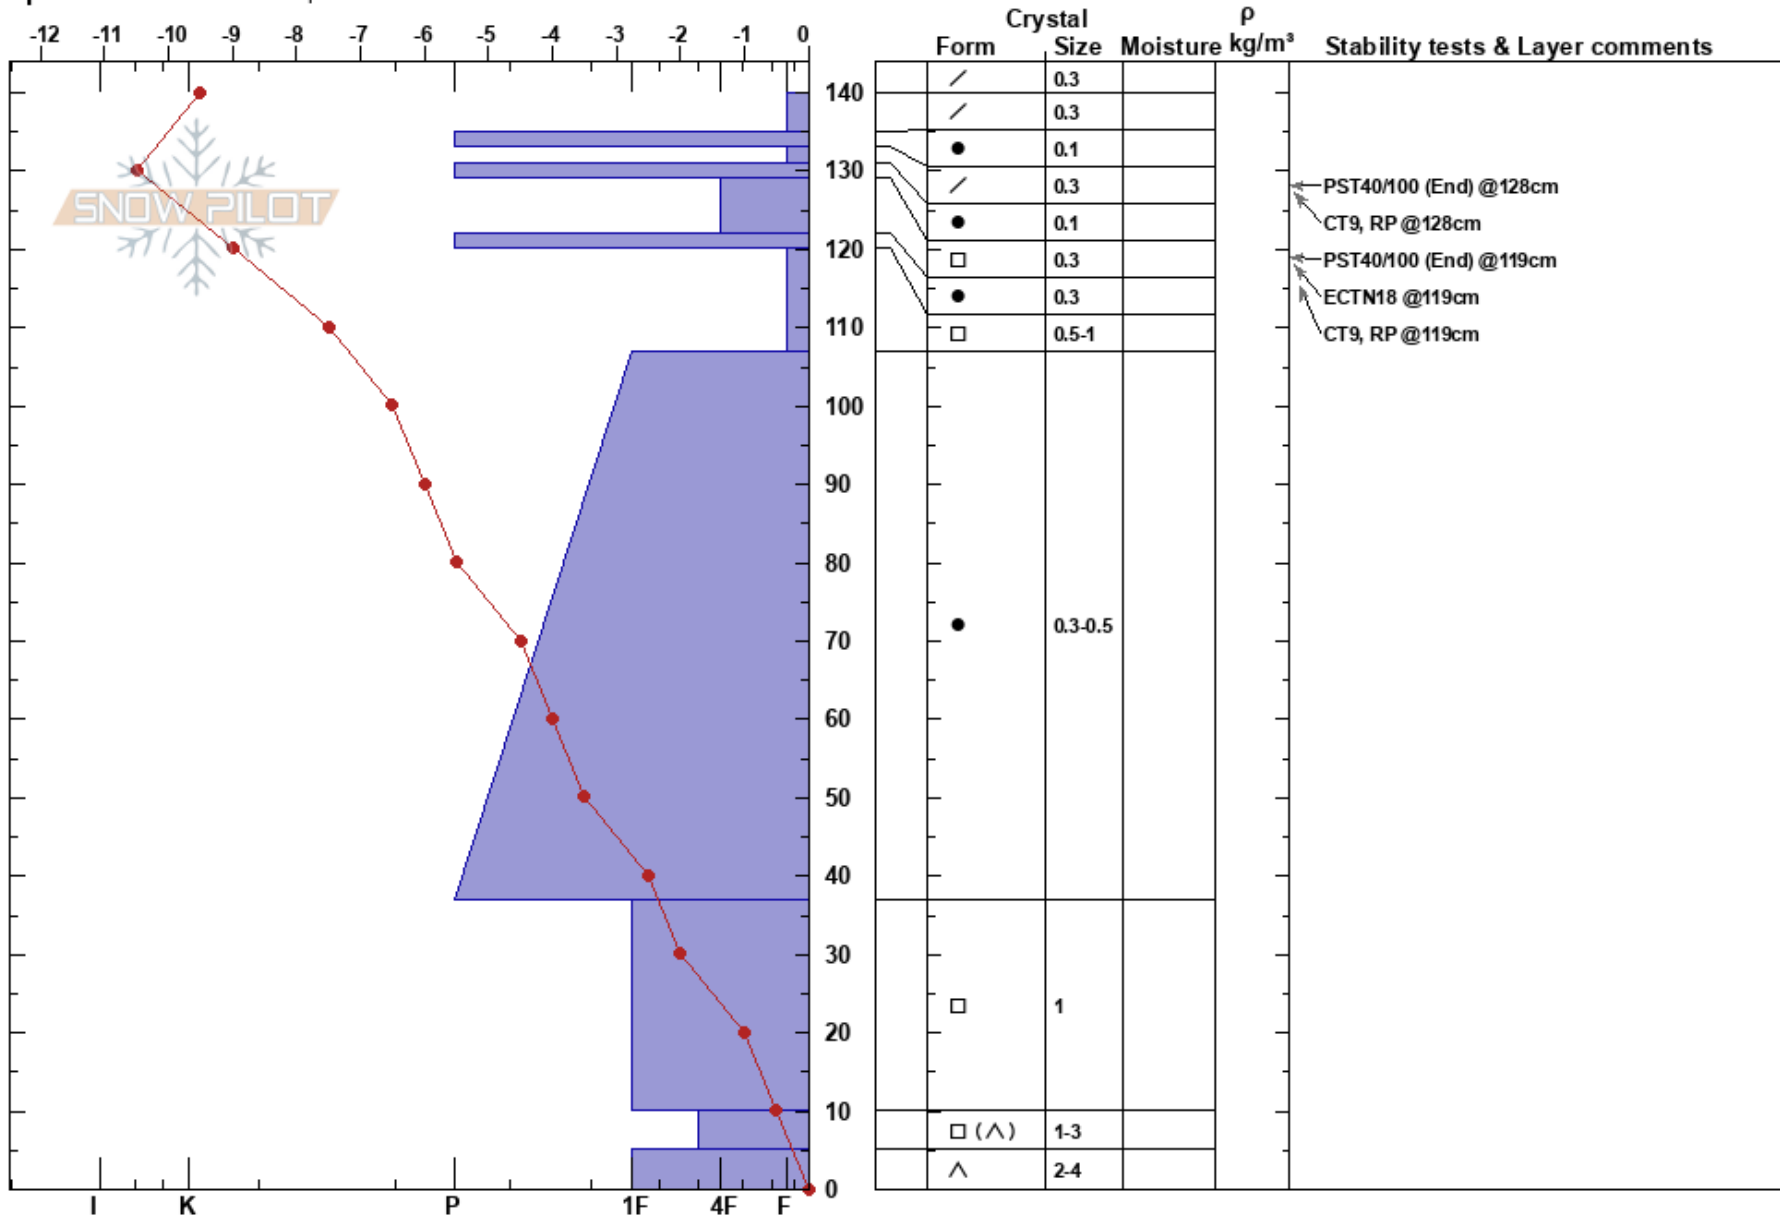 Crystal ρ
-12 -11 -10 -9 -8 -7 -6 -5 -4 -3 -2 -1 0 Form Size Moisture kg/m³ Stability tests & Layer comments
0.3
140
0.3
0.1
130
0.3 PST40/100 (End) @128cm
SNOW PILOT
0.1 CT9, RP @128cm
120
0.3 PST40/100 (End) @119cm
0.3 ECTN18 @119cm
110 0.5-1 CT9, RP @119cm
100
90
80
70
0.3-0.5
60
50
40
30
1
20
10
1-3
2-4
0
I K P 1F 4F F